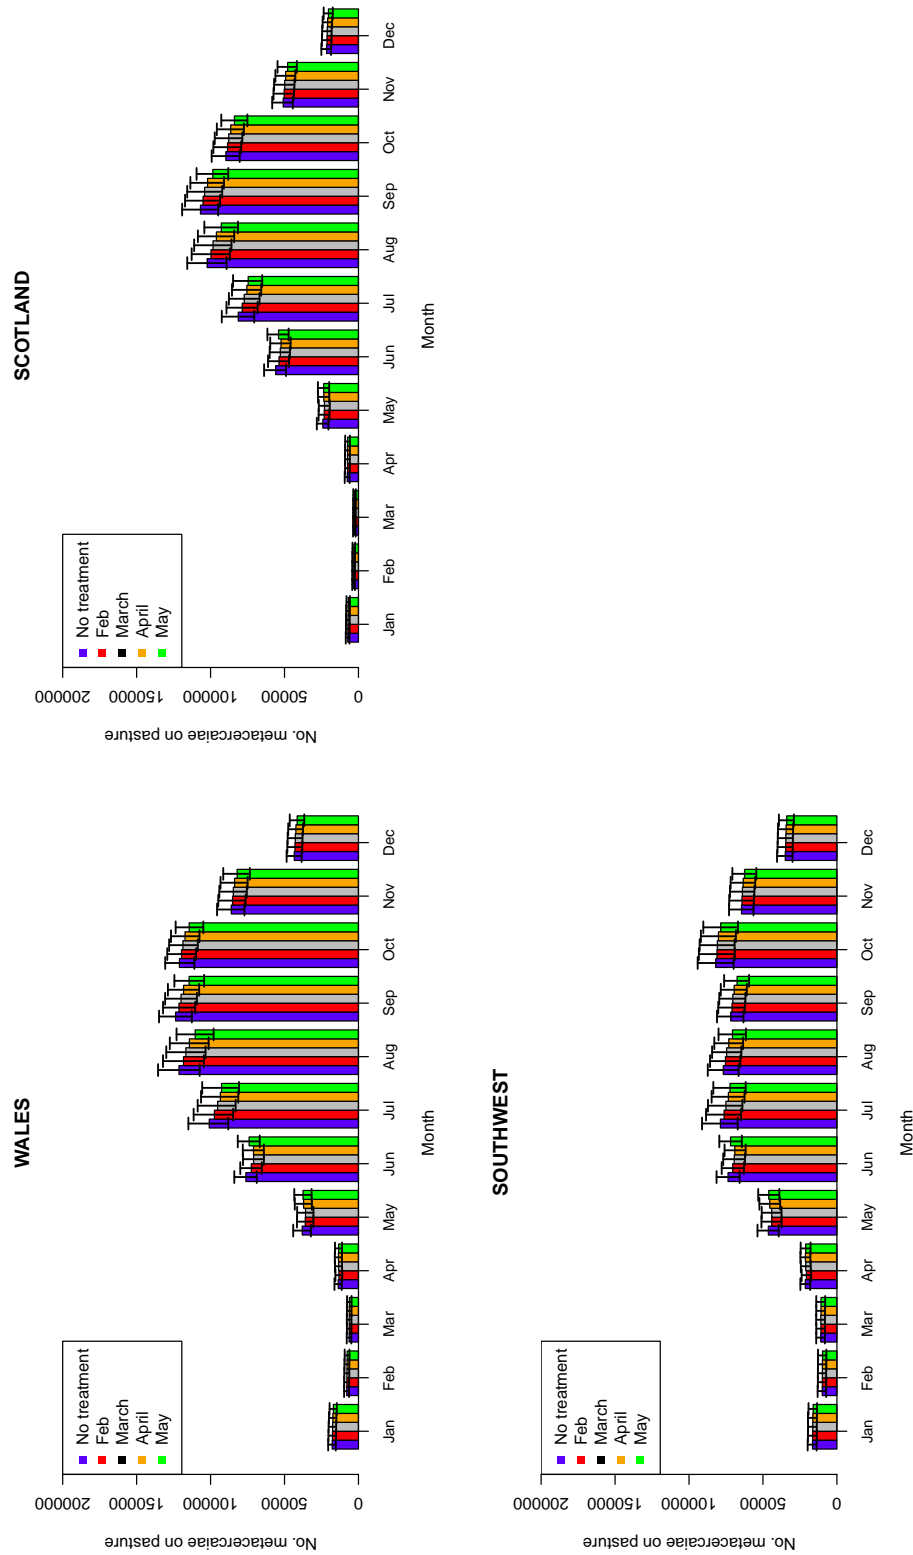 WALES
No. metacercaiae on pasture
0
50000
100000
150000
200000
No treatment
Feb
March
April
May
Jan
Feb
Mar
Apr
May
Jun
Jul
Aug
Sep
Oct
Nov
Dec
Month
SCOTLAND
No. metacercaiae on pasture
0
50000
100000
150000
200000
No treatment
Feb
March
April
May
Jan
Feb
Mar
Apr
May
Jun
Jul
Aug
Sep
Oct
Nov
Dec
Month
SOUTHWEST
No. metacercaiae on pasture
0
50000
100000
150000
200000
No treatment
Feb
March
April
May
Jan
Feb
Mar
Apr
May
Jun
Jul
Aug
Sep
Oct
Nov
Dec
Month